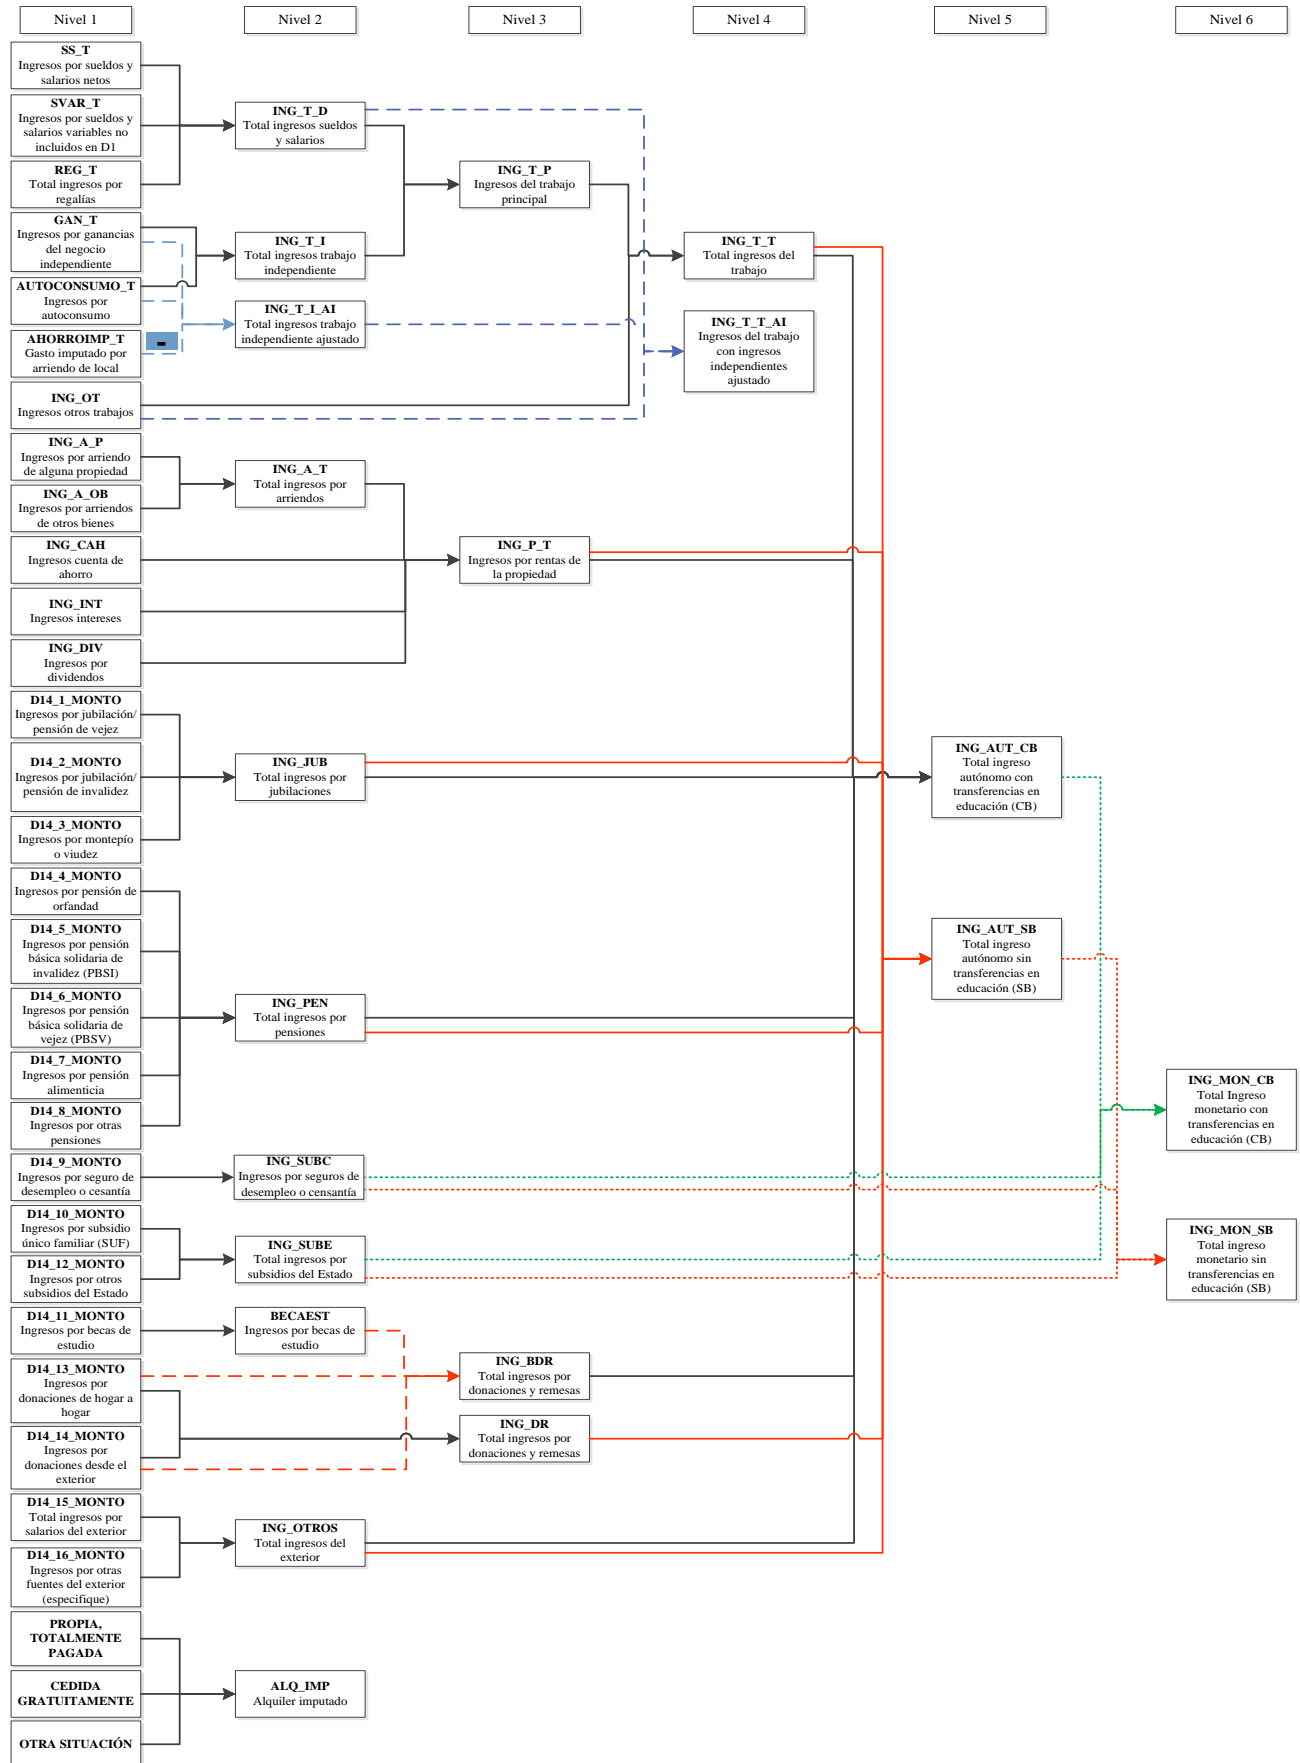 Nivel 1
Nivel 2
Nivel 3
Nivel 4
Nivel 5
Nivel 6
SS_T
Ingresos por sueldos y
salarios netos
SVAR_T
Ingresos por sueldos y
salarios variables no
incluidos en D1
REG_T
Total ingresos por
regalías
GAN_T
Ingresos por ganancias
del negocio
independiente
AUTOCONSUMO_T
Ingresos por
autoconsumo
AHORROIMP_T
Gasto imputado por
arriendo de local
-
ING_OT
Ingresos otros trabajos
ING_A_P
Ingresos por arriendo
de alguna propiedad
ING_A_OB
Ingresos por arriendos
de otros bienes
ING_CAH
Ingresos cuenta de
ahorro
ING_INT
Ingresos intereses
ING_DIV
Ingresos por
dividendos
D14_1_MONTO
Ingresos por jubilación/
pensión de vejez
D14_2_MONTO
Ingresos por jubilación/
pensión de invalidez
D14_3_MONTO
Ingresos por montepío
o viudez
D14_4_MONTO
Ingresos por pensión de
orfandad
D14_5_MONTO
Ingresos por pensión
básica solidaria de
invalidez (PBSI)
D14_6_MONTO
Ingresos por pensión
básica solidaria de
vejez (PBSV)
D14_7_MONTO
Ingresos por pensión
alimenticia
D14_8_MONTO
Ingresos por otras
pensiones
D14_9_MONTO
Ingresos por seguro de
desempleo o cesantía
D14_10_MONTO
Ingresos por subsidio
único familiar (SUF)
D14_12_MONTO
Ingresos por otros
subsidios del Estado
D14_11_MONTO
Ingresos por becas de
estudio
D14_13_MONTO
Ingresos por
donaciones de hogar a
hogar
D14_14_MONTO
Ingresos por
donaciones desde el
exterior
D14_15_MONTO
Total ingresos por
salarios del exterior
D14_16_MONTO
Ingresos por otras
fuentes del exterior
(especifique)
PROPIA,
TOTALMENTE
PAGADA
CEDIDA
GRATUITAMENTE
OTRA SITUACIÓN
ING_T_D
Total ingresos sueldos
y salarios
ING_T_I
Total ingresos trabajo
independiente
ING_T_I_AI
Total ingresos trabajo
independiente ajustado
ING_A_T
Total ingresos por
arriendos
ING_JUB
Total ingresos por
jubilaciones
ING_PEN
Total ingresos por
pensiones
ING_SUBC
Ingresos por seguros de
desempleo o censantía
ING_SUBE
Total ingresos por
subsidios del Estado
BECAEST
Ingresos por becas de
estudio
ING_OTROS
Total ingresos del
exterior
ALQ_IMP
Alquiler imputado
ING_T_P
Ingresos del trabajo
principal
ING_P_T
Ingresos por rentas de
la propiedad
ING_BDR
Total ingresos por
donaciones y remesas
ING_DR
Total ingresos por
donaciones y remesas
ING_T_T
Total ingresos del
trabajo
ING_T_T_AI
Ingresos del trabajo
con ingresos
independientes
ajustado
ING_AUT_CB
Total ingreso
autónomo con
transferencias en
educación (CB)
ING_AUT_SB
Total ingreso
autónomo sin
transferencias en
educación (SB)
ING_MON_CB
Total Ingreso
monetario con
transferencias en
educación (CB)
ING_MON_SB
Total ingreso
monetario sin
transferencias en
educación (SB)